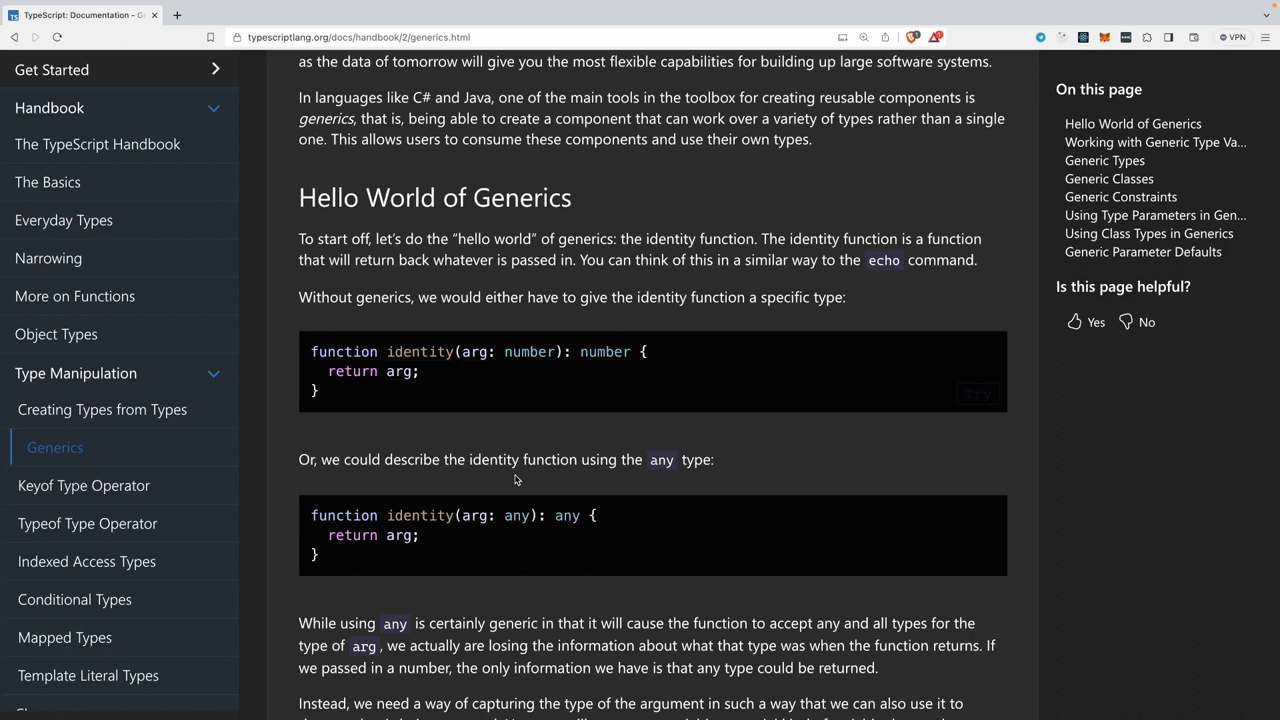 TypeScript: Documentation - G
typescriptlang.org/docs/handbook/2/generics.html
VPN
Get Started
Handbook
The TypeScript Handbook
The Basics
Everyday Types
Narrowing
More on Functions
Object Types
Type Manipulation
Creating Types from Types
Generics
Keyof Type Operator
Typeof Type Operator
Indexed Access Types
Conditional Types
Mapped Types
Template Literal Types
as the data of tomorrow will give you the most flexible capabilities for building up large software systems.
In languages like C# and Java, one of the main tools in the toolbox for creating reusable components is
generics, that is, being able to create a component that can work over a variety of types rather than a single
one. This allows users to consume these components and use their own types.
Hello World of Generics
To start off, let’s do the “hello world” of generics: the identity function. The identity function is a function
that will return back whatever is passed in. You can think of this in a similar way to the echo command.
Without generics, we would either have to give the identity function a specific type:
function identity(arg: number): number {
return arg;
}
Try
Or, we could describe the identity function using the any type:
function identity(arg: any): any {
return arg;
}
While using any is certainly generic in that it will cause the function to accept any and all types for the
type of arg, we actually are losing the information about what that type was when the function returns. If
we passed in a number, the only information we have is that any type could be returned.
Instead, we need a way of capturing the type of the argument in such a way that we can also use it to
On this page
Hello World of Generics
Working with Generic Type Va...
Generic Types
Generic Classes
Generic Constraints
Using Type Parameters in Gen...
Using Class Types in Generics
Generic Parameter Defaults
Is this page helpful?
Yes No